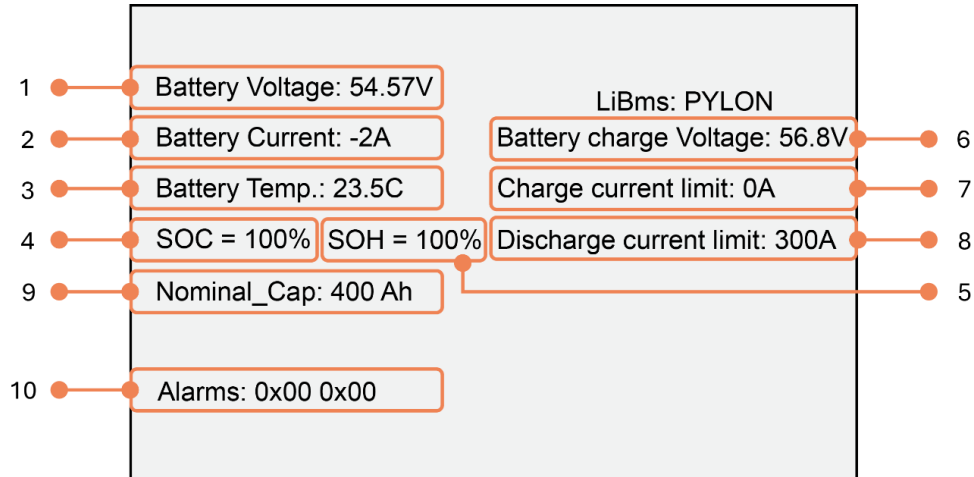 1 Battery Voltage: 54.57V
LiBms: PYLON
2 Battery Current: -2A Battery charge Voltage: 56.8V 6
3 Battery Temp.: 23.5C Charge current limit: 0A 7
4 SOC = 100% SOH = 100% Discharge current limit: 300A 8
9 Nominal_Cap: 400 Ah 5
10 Alarms: 0x00 0x00